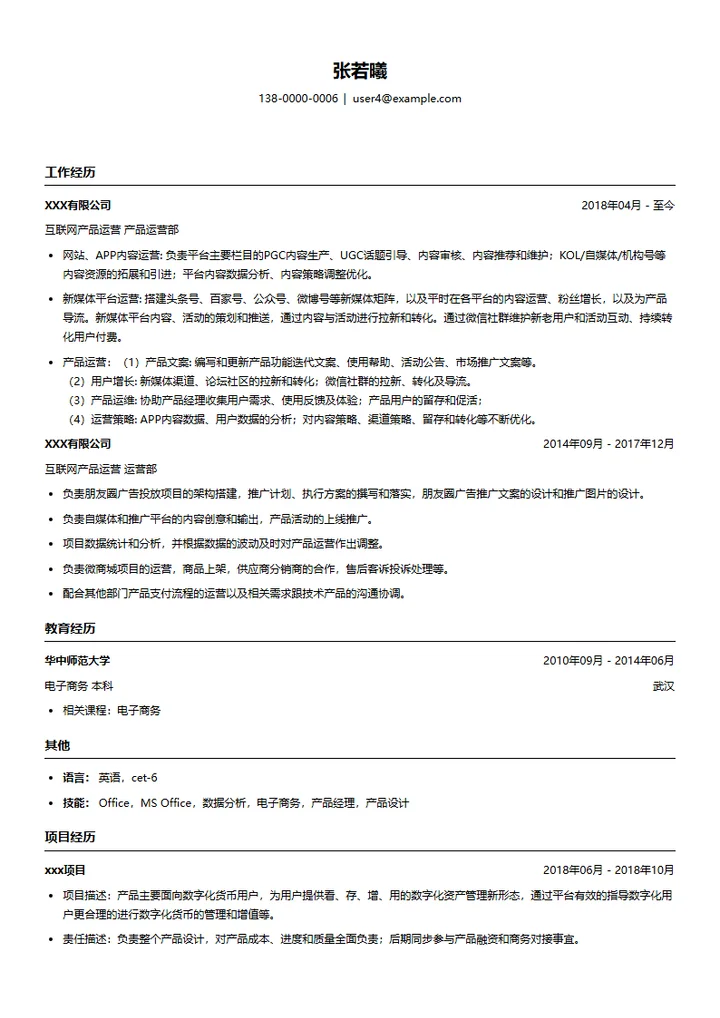 张若曦
138-0000-0006 | user4@example.com
工作经历
XXX有限公司 2018年04月 - 至今
互联网产品运营 产品运营部
• 网站、APP内容运营: 负责平台主要栏目的PGC内容生产、UGC话题引导、内容审核、内容推荐和维护；KOL/自媒体/机构号等
内容资源的拓展和引进；平台内容数据分析、内容策略调整优化。
• 新媒体平台运营: 搭建头条号、百家号、公众号、微博号等新媒体矩阵，以及平时在各平台的内容运营、粉丝增长，以及为产品
导流。新媒体平台内容、活动的策划和推送，通过内容与活动进行拉新和转化。通过微信社群维护新老用户和活动互动、持续转
化用户付费。
• 产品运营：（1）产品文案: 编写和更新产品功能迭代文案、使用帮助、活动公告、市场推广文案等。
（2）用户增长: 新媒体渠道、论坛社区的拉新和转化；微信社群的拉新、转化及导流。
（3）产品运维: 协助产品经理收集用户需求、使用反馈及体验；产品用户的留存和促活；
（4）运营策略: APP内容数据、用户数据的分析；对内容策略、渠道策略、留存和转化等不断优化。
XXX有限公司 2014年09月 - 2017年12月
互联网产品运营 运营部
• 负责朋友圈广告投放项目的架构搭建，推广计划、执行方案的撰写和落实，朋友圈广告推广文案的设计和推广图片的设计。
• 负责自媒体和推广平台的内容创意和输出，产品活动的上线推广。
• 项目数据统计和分析，并根据数据的波动及时对产品运营作出调整。
• 负责微商城项目的运营，商品上架，供应商分销商的合作，售后客诉投诉处理等。
• 配合其他部门产品支付流程的运营以及相关需求跟技术产品的沟通协调。
教育经历
华中师范大学 2010年09月 - 2014年06月
电子商务 本科 武汉
• 相关课程：电子商务
其他
• 语言： 英语，cet-6
• 技能： Office，MS Office，数据分析，电子商务，产品经理，产品设计
项目经历
xxx项目 2018年06月 - 2018年10月
• 项目描述：产品主要面向数字化货币用户，为用户提供看、存、增、用的数字化资产管理新形态，通过平台有效的指导数字化用
户更合理的进行数字化货币的管理和增值等。
• 责任描述：负责整个产品设计，对产品成本、进度和质量全面负责；后期同步参与产品融资和商务对接事宜。